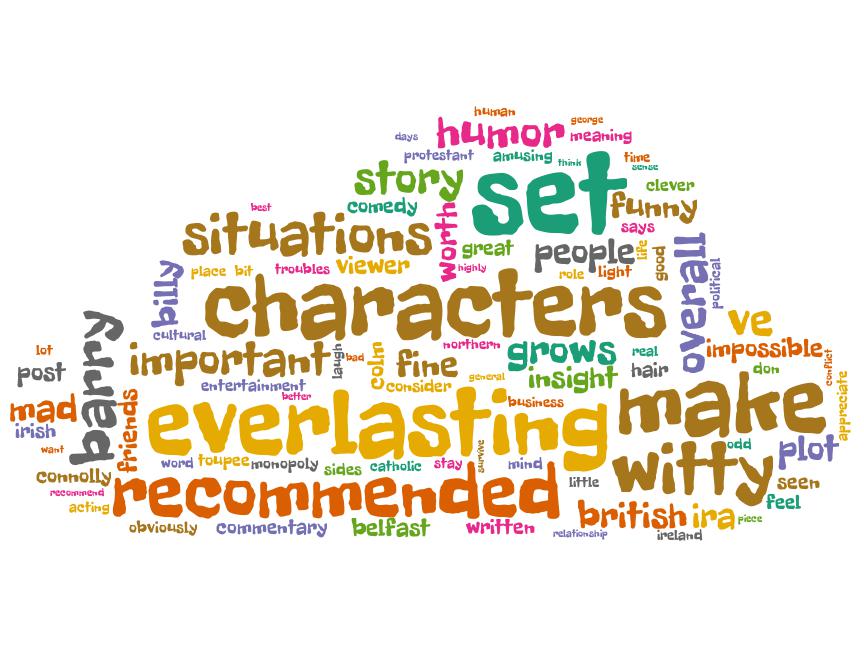 human
george
days
humor
meaning
protestant
amusing
think
time
sense
story
set
clever
comedy
funny
best
worth
says
situations
great
people
life
good
overall
place
bit
troubles
viewer
highly
role
light
political
billy
characters
cultural
ve
barry
northern
lot
important
laugh
bad
colm
fine
grows
real
impossible
conflict
post
insight
hair
don
general
entertainment
consider
appreciate
better
mad
friends
everlasting
business
make
irish
want
odd
plot
word
toupee
monopoly
sides
catholic
stay
survive
mind
witty
connolly
little
seen
recommend
recommended
feel
acting
british
ira
piece
obviously
commentary
belfast
written
relationship
ireland